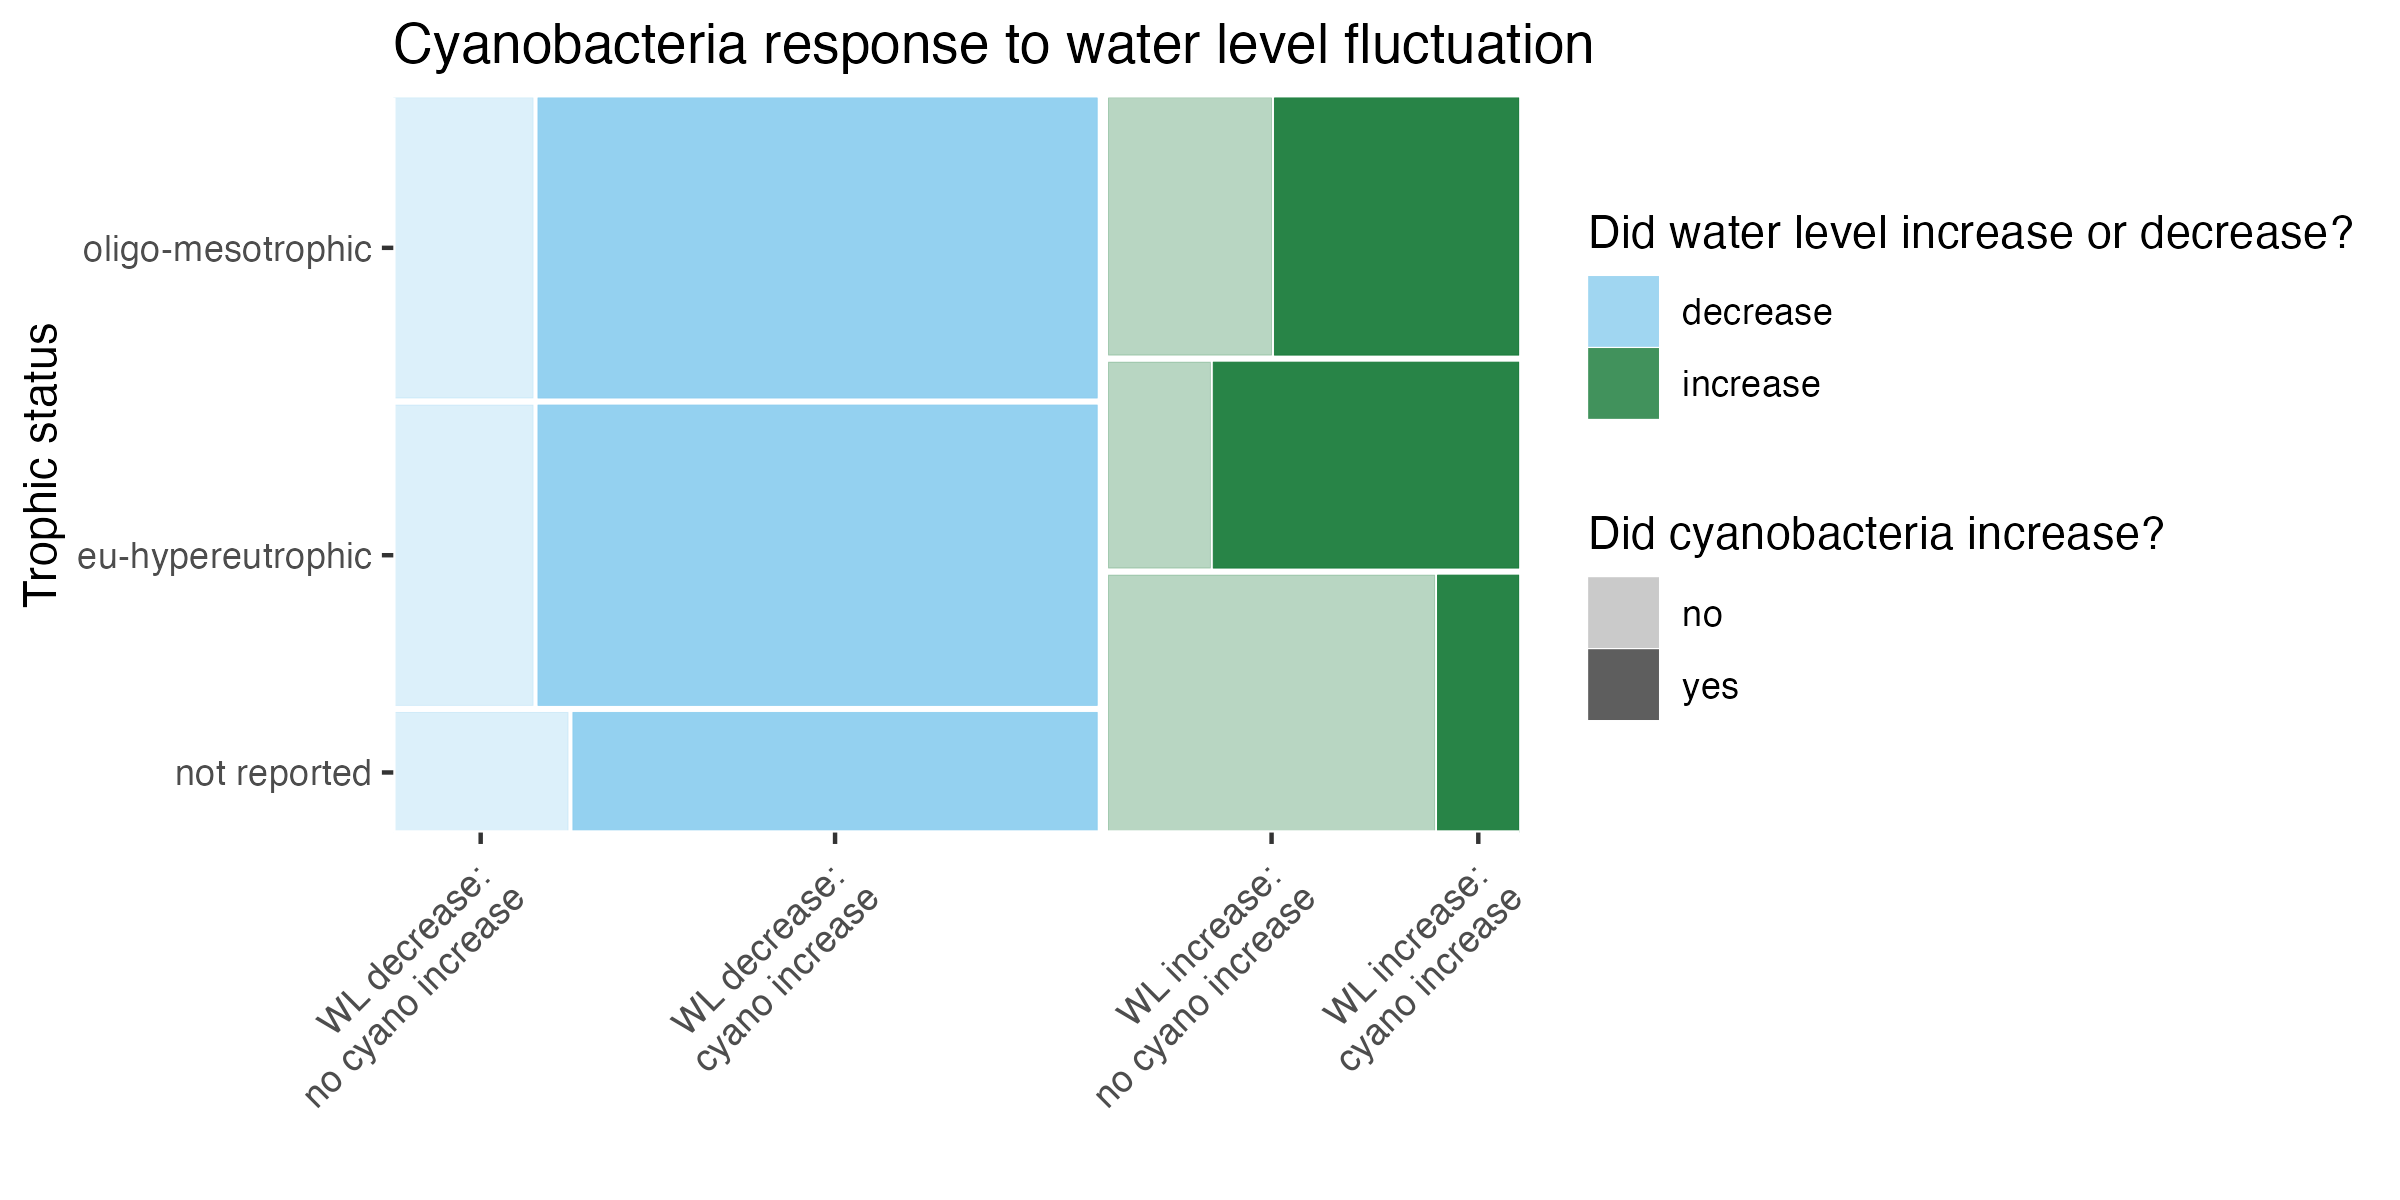 Cyanobacteria response to water level fluctuation
Trophic status
oligo-mesotrophic
eu-hypereutrophic
not reported
WL decrease:
no cyano increase
WL decrease:
cyano increase
WL increase:
no cyano increase
WL increase:
cyano increase
Did water level increase or decrease?
decrease
increase
Did cyanobacteria increase?
no
yes